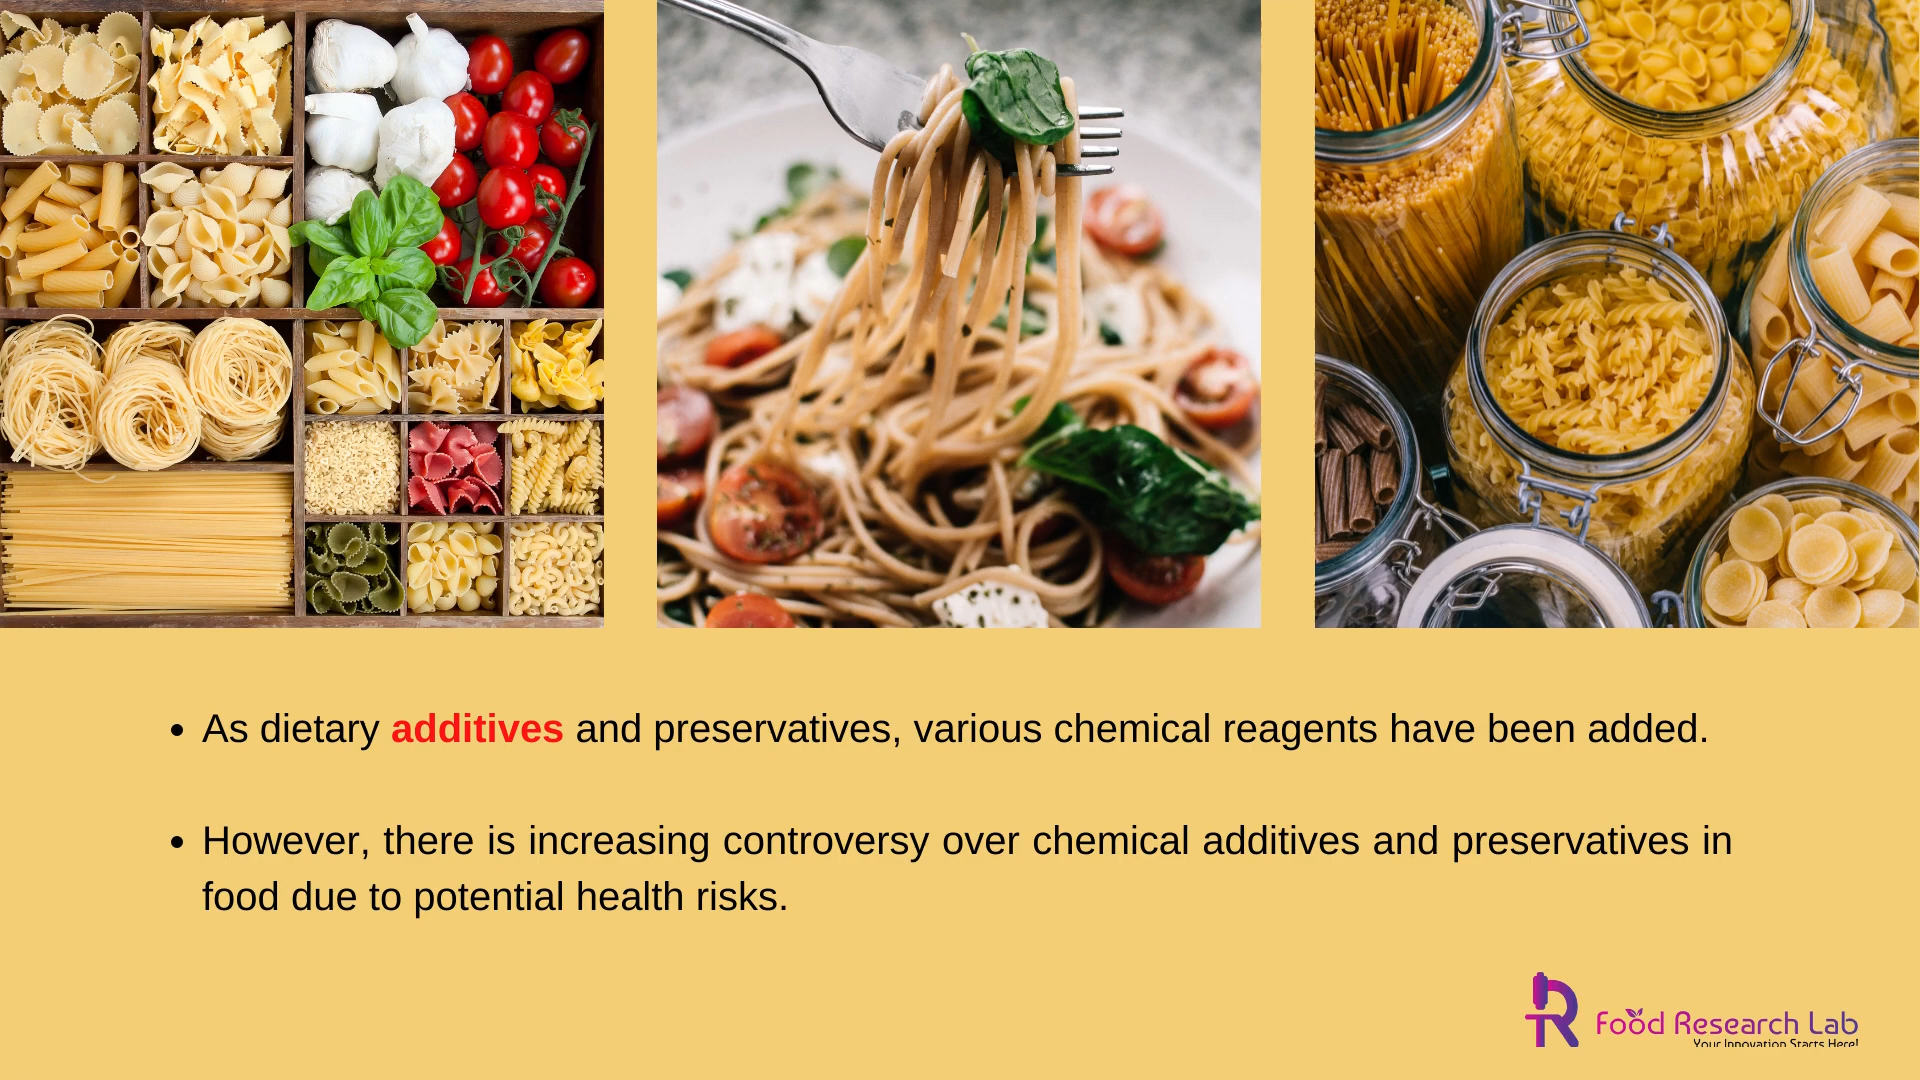 • As dietary additives and preservatives, various chemical reagents have been added.
• However, there is increasing controversy over chemical additives and preservatives in
food due to potential health risks.
Food Research Lab
Your Innovation Starts Here!